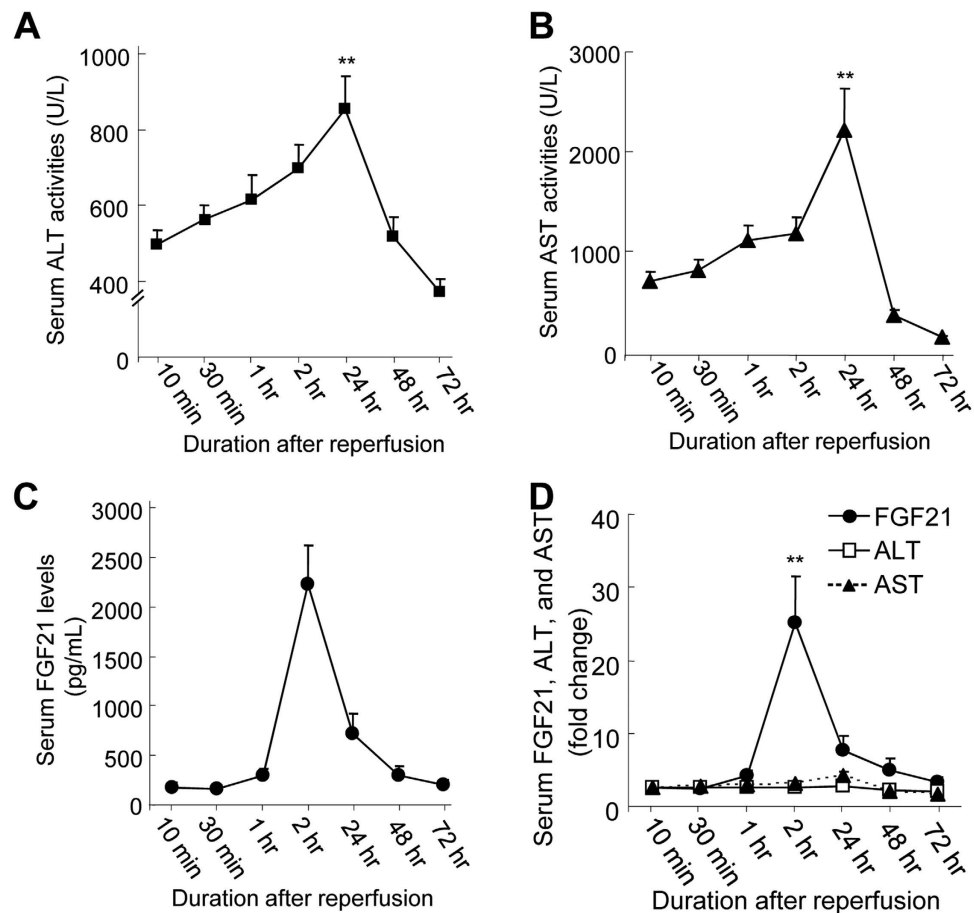 A
Serum ALT activities (U/L)
1000
800
600
400
0
**
10 min
30 min
1 hr
2 hr
24 hr
48 hr
72 hr
Duration after reperfusion
B
Serum AST activities (U/L)
3000
2000
1000
0
**
10 min
30 min
1 hr
2 hr
24 hr
48 hr
72 hr
Duration after reperfusion
C
Serum FGF21 levels
(pg/mL)
3000
2500
2000
1500
1000
500
0
10 min
30 min
1 hr
2 hr
24 hr
48 hr
72 hr
Duration after reperfusion
D
Serum FGF21, ALT, and AST
(fold change)
40
30
20
10
0
**
FGF21
ALT
AST
10 min
30 min
1 hr
2 hr
24 hr
48 hr
72 hr
Duration after reperfusion